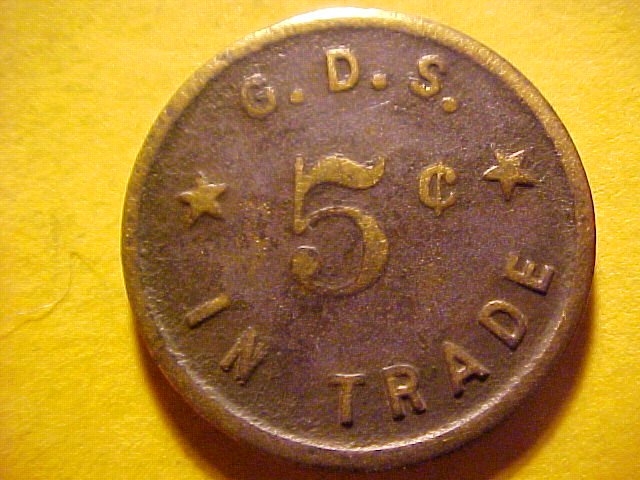 G. D. S.
5 ¢
IN TRADE